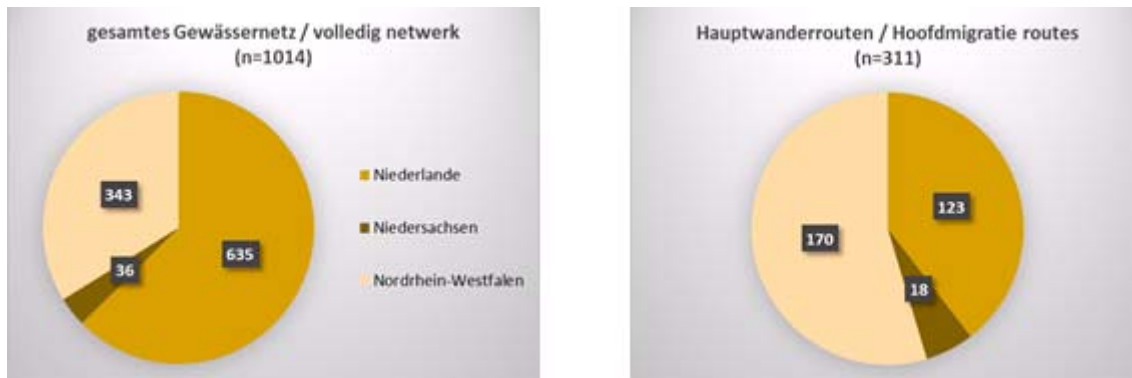 gesamtes Gewässernetz / volledig netwerk
(n=1014)
343
36
635
Niederlande
Niedersachsen
Nordrhein-Westfalen
Hauptwanderrouten / Hoofdmigratie routes
(n=311)
123
170
18